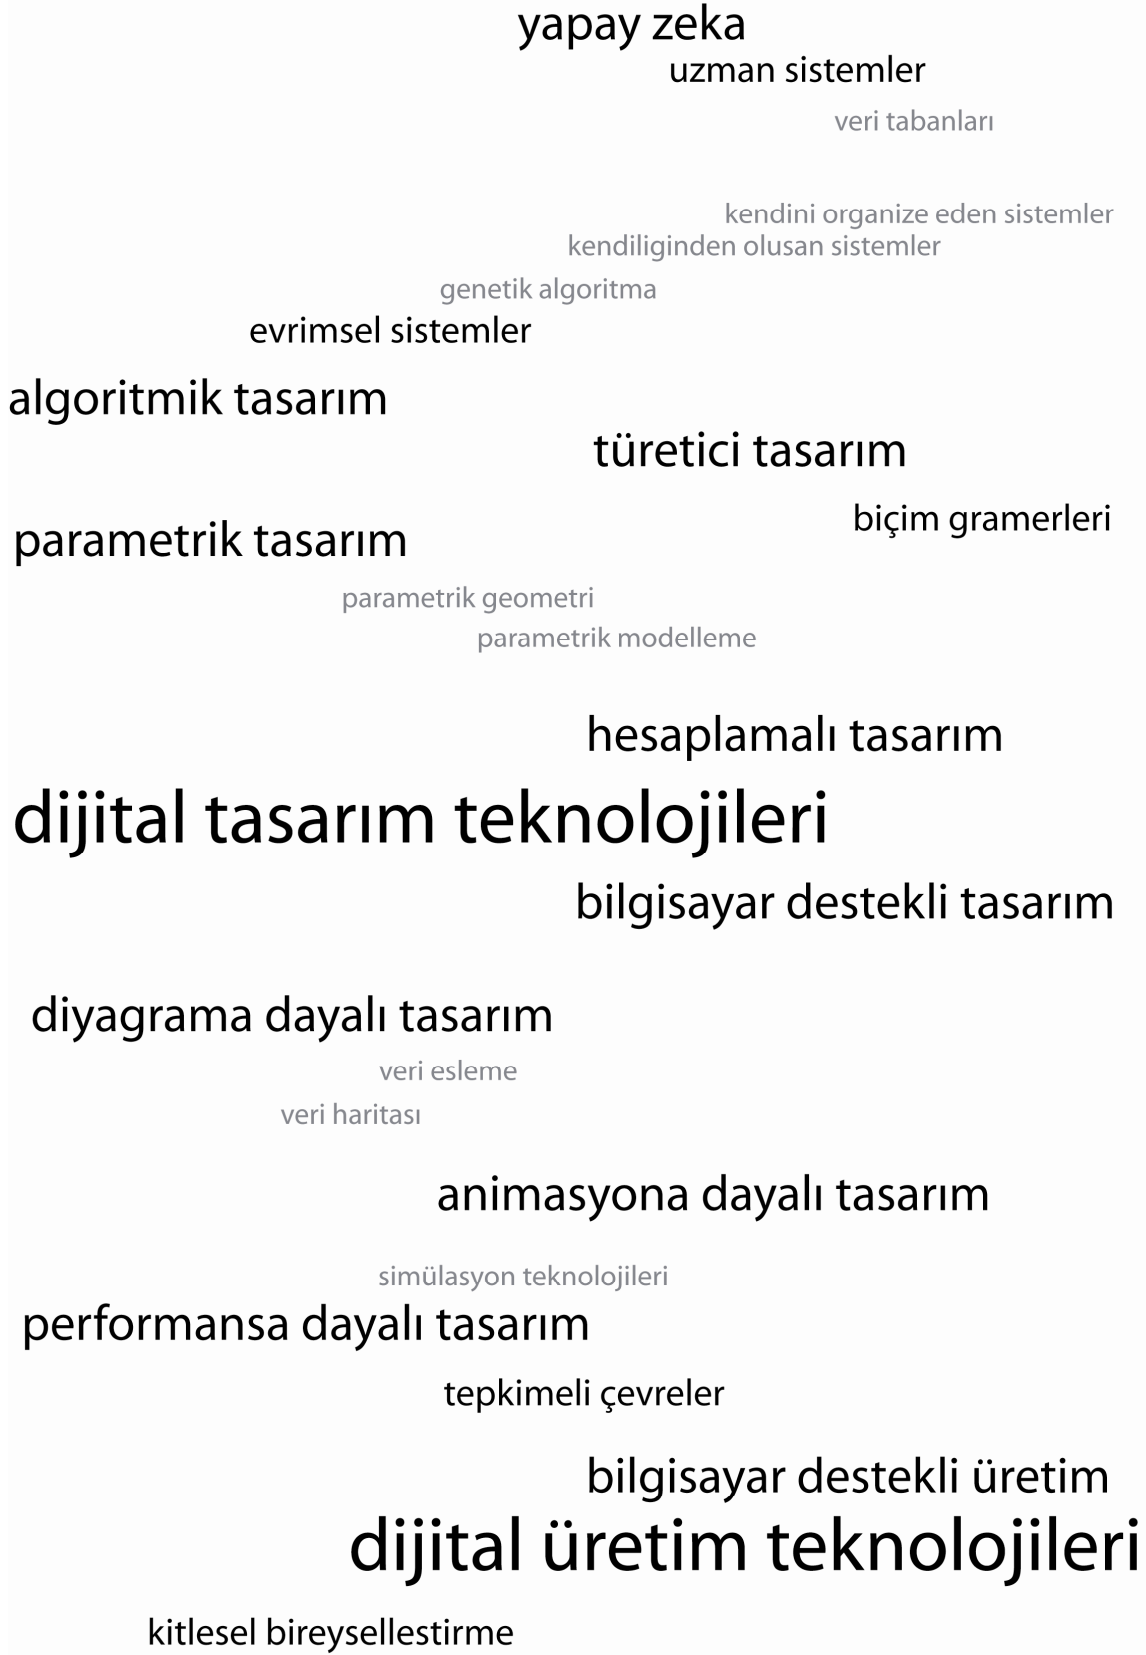 yapay zeka
uzman sistemler
veri tabanları
kendini organize eden sistemler
kendiliginden olusan sistemler
genetik algoritma
evrimsel sistemler
algoritmik tasarım
türetici tasarım
biçim gramerleri
parametrik tasarım
parametrik geometri
parametrik modelleme
hesaplamalı tasarım
dijital tasarım teknolojileri
bilgisayar destekli tasarım
diyagrama dayalı tasarım
veri esleme
veri haritası
animasyona dayalı tasarım
simülasyon teknolojileri
performansa dayalı tasarım
tepkimeli çevreler
bilgisayar destekli üretim
dijital üretim teknolojileri
kitlesel bireysellestirme